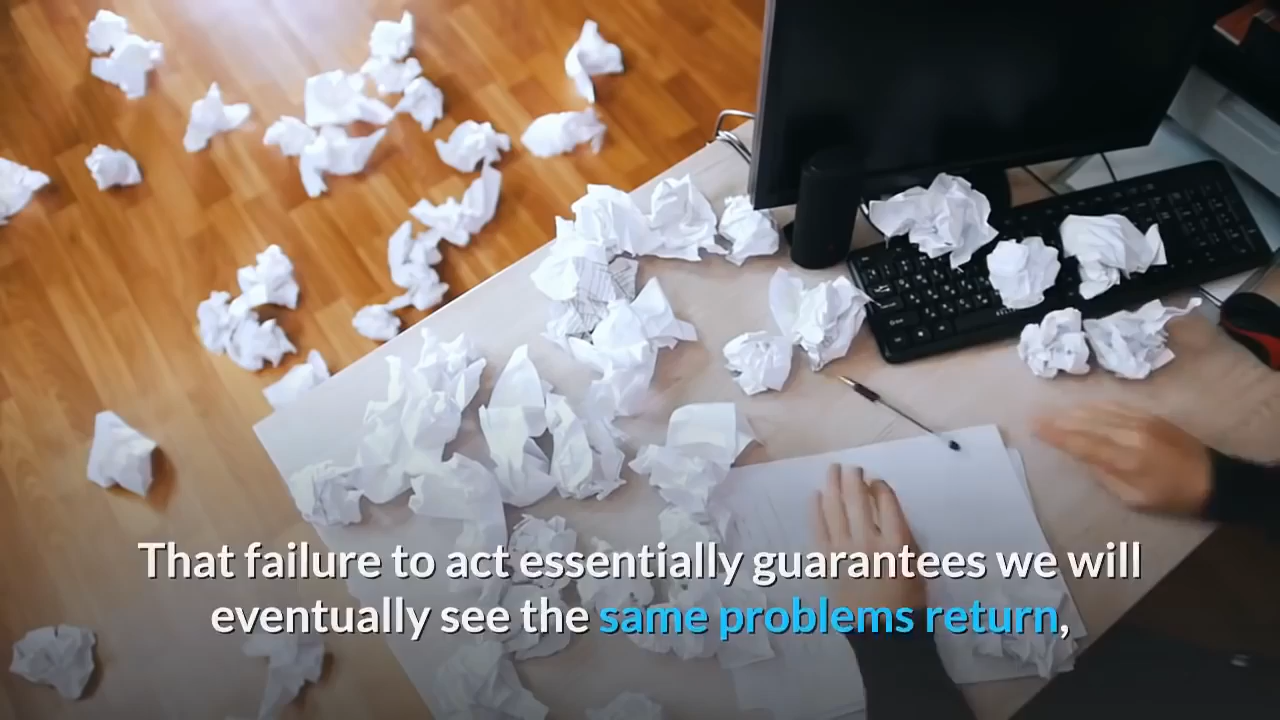 That failure to act essentially guarantees we will
eventually see the same problems return,